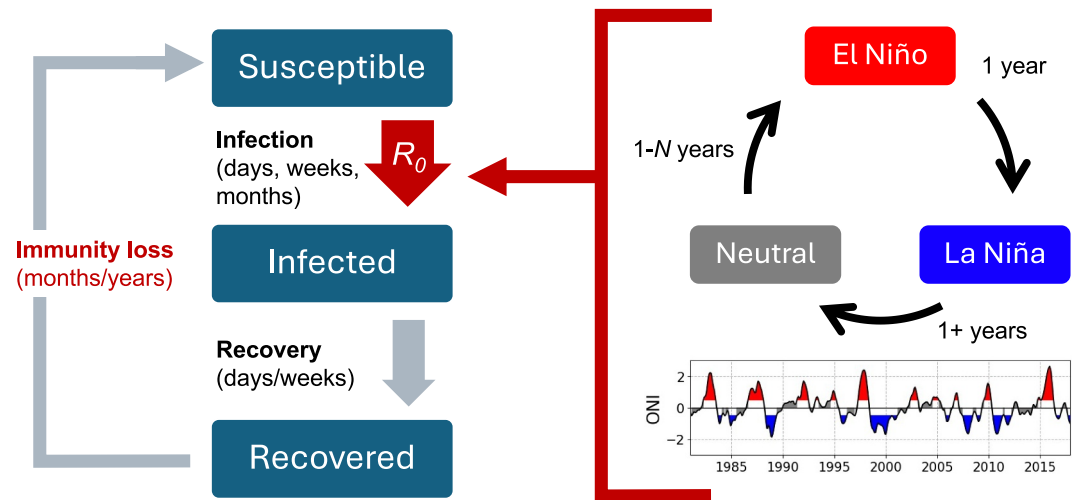 Susceptible
Infection
(days, weeks,
months)
R0
Infected
Immunity loss
(months/years)
Recovery
(days/weeks)
Recovered
El Niño
1 year
1-N years
Neutral
La Niña
1+ years
ONI
2
0
−2
1985 1990 1995 2000 2005 2010 2015